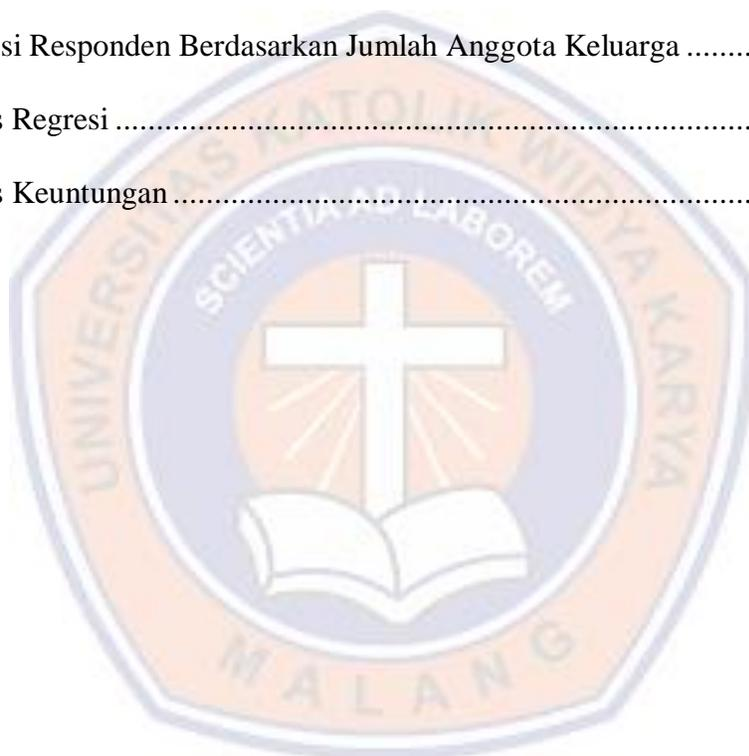 si Responden Berdasarkan Jumlah Anggota Keluarga ........
s Regresi ............................................................................
s Keuntungan .....................................................................
UNIVERSITAS KATOLIK WIDYA KARYA
SCIENTIA AD LABOREM
MALANG